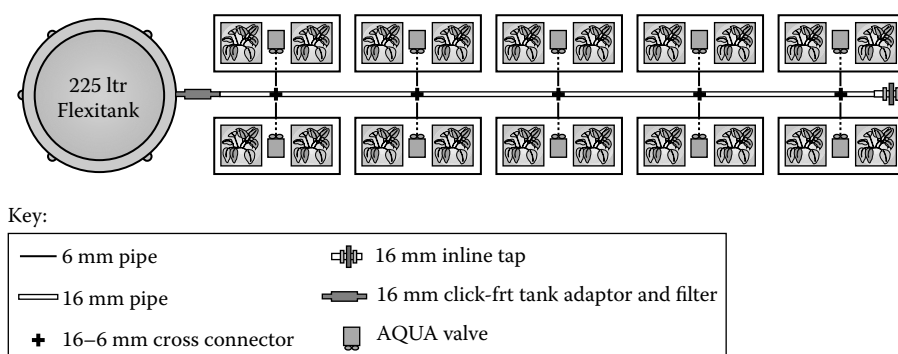 225 ltr
Flexitank
Key:
6 mm pipe
16 mm inline tap
16 mm pipe
16 mm click-frt tank adaptor and filter
16–6 mm cross connector
AQUA valve